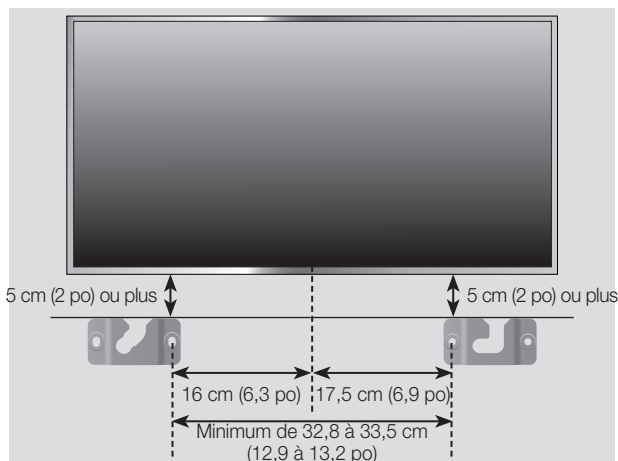 5 cm (2 po) ou plus
5 cm (2 po) ou plus
16 cm (6,3 po)
17,5 cm (6,9 po)
Minimum de 32,8 à 33,5 cm
(12,9 à 13,2 po)